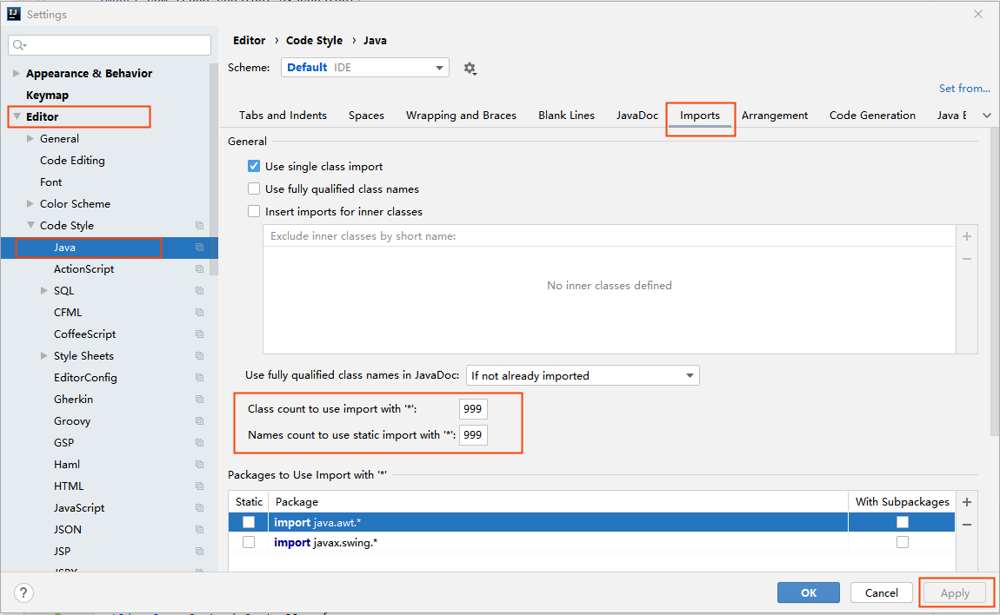 Settings
Editor › Code Style › Java
Scheme: Default IDE
Set from...
Appearance & Behavior
Keymap
Editor
General
Code Editing
Font
Color Scheme
Code Style
Java
ActionScript
SQL
CFML
CoffeeScript
Style Sheets
EditorConfig
Gherkin
Groovy
GSP
Haml
HTML
JavaScript
JSON
JSP
Tabs and Indents Spaces Wrapping and Braces Blank Lines JavaDoc Imports Arrangement Code Generation Java E
General
Use single class import
Use fully qualified class names
Insert imports for inner classes
Exclude inner classes by short name:
No inner classes defined
Use fully qualified class names in JavaDoc: If not already imported
Class count to use import with '*': 999
Names count to use static import with '*': 999
Packages to Use Import with '*'
Static Package With Subpackages
import java.awt.*
import javax.swing.*
? OK Cancel Apply